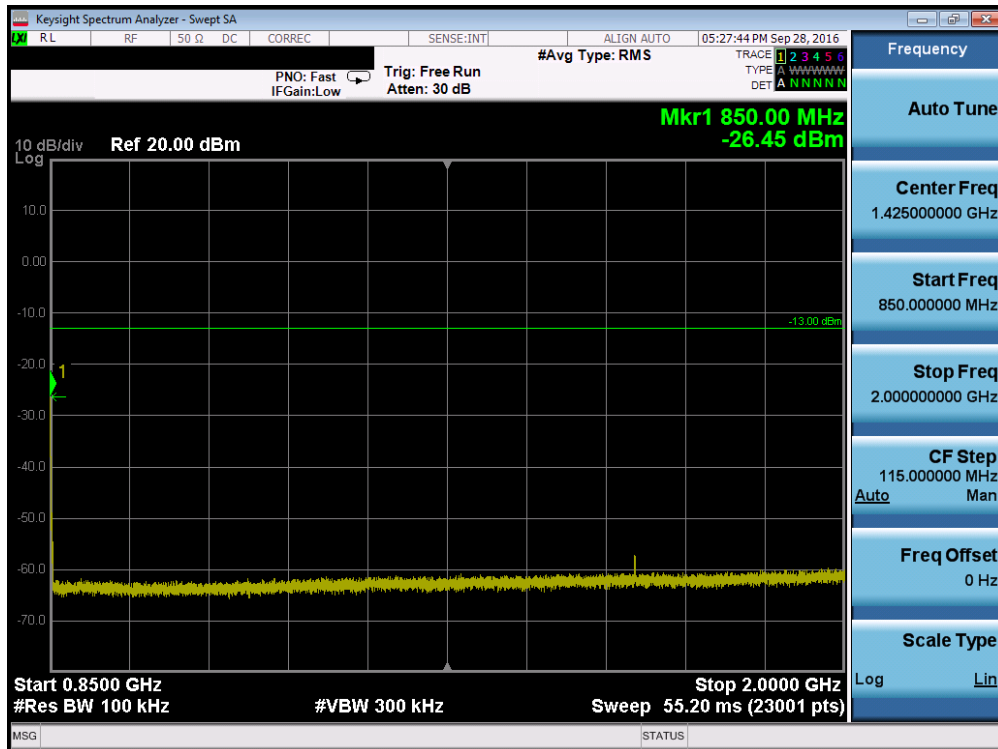 Keysight Spectrum Analyzer - Swept SA
LXI RL RF 50 Ω DC CORREC SENSE:INT ALIGN AUTO 05:27:44 PM Sep 28, 2016
#Avg Type: RMS TRACE 1 2 3 4 5 6
PNO: Fast Trig: Free Run TYPE A WWWWW
IFGain:Low Atten: 30 dB DET A N N N N N
Mkr1 850.00 MHz
-26.45 dBm
10 dB/div Ref 20.00 dBm
Log
10.0
0.00
-10.0
-13.00 dBm
-20.0
1
-30.0
-40.0
-50.0
-60.0
-70.0
Start 0.8500 GHz Stop 2.0000 GHz
#Res BW 100 kHz #VBW 300 kHz Sweep 55.20 ms (23001 pts)
MSG STATUS
Frequency
Auto Tune
Center Freq
1.425000000 GHz
Start Freq
850.000000 MHz
Stop Freq
2.000000000 GHz
CF Step
115.000000 MHz
Auto Man
Freq Offset
0 Hz
Scale Type
Log Lin